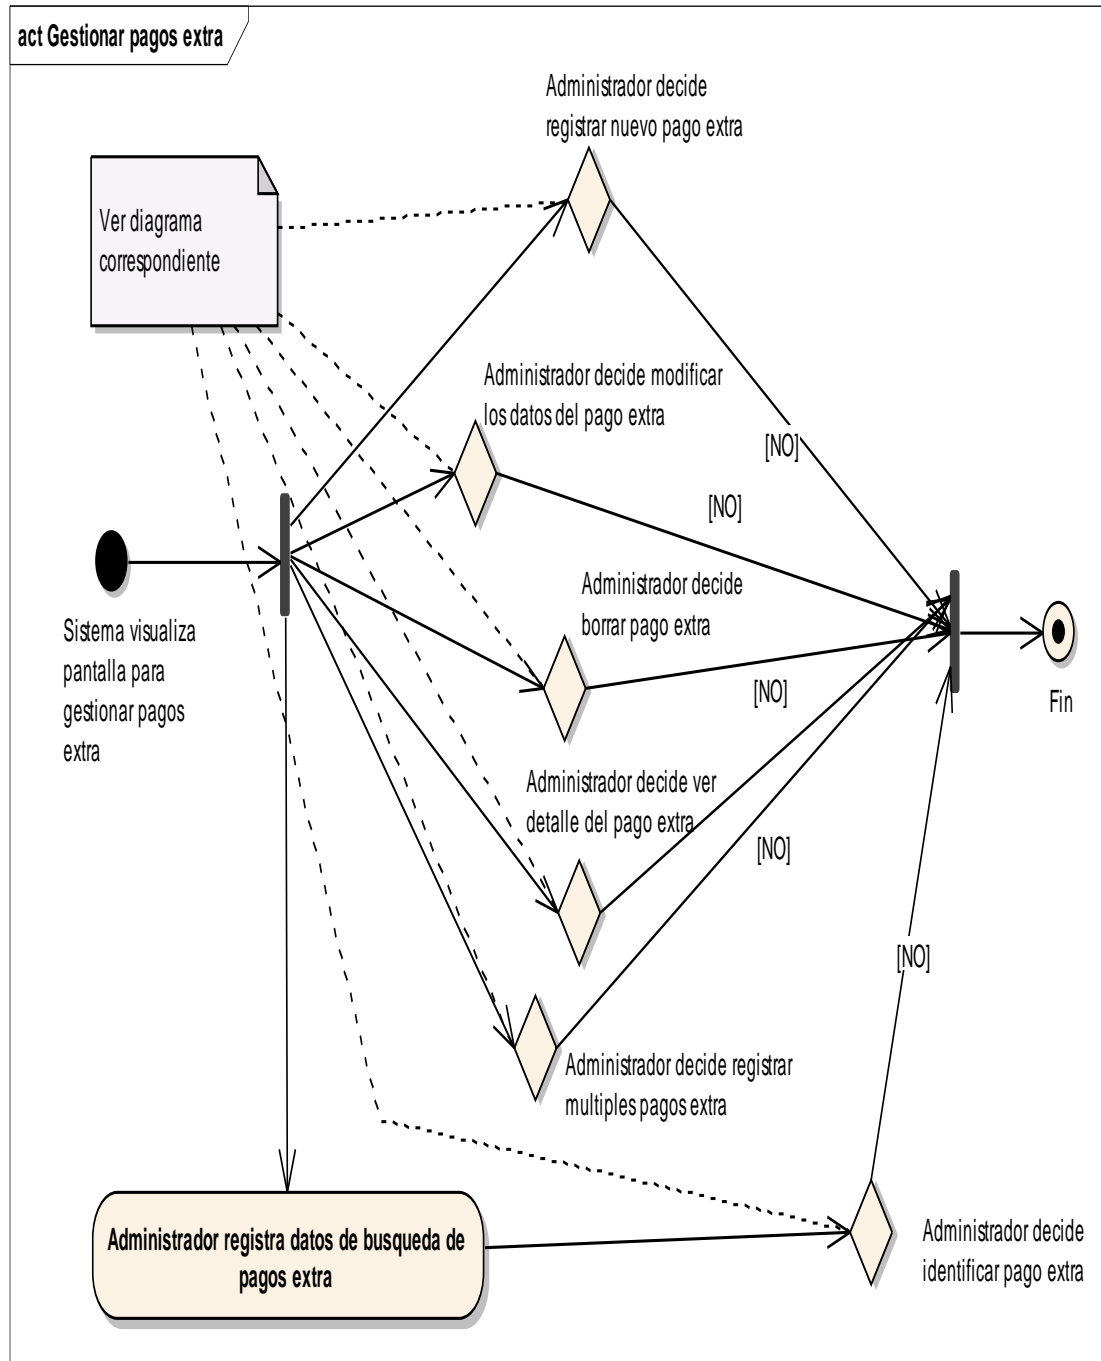 act Gestionar pagos extra
Administrador decide
registrar nuevo pago extra
Ver diagrama
correspondiente
Administrador decide modificar
los datos del pago extra
[NO]
[NO]
Administrador decide
borrar pago extra
Sistema visualiza
pantalla para
gestionar pagos
extra
[NO]
Fin
Administrador decide ver
detalle del pago extra
[NO]
[NO]
Administrador decide registrar
multiples pagos extra
Administrador registra datos de busqueda de
pagos extra
Administrador decide
identificar pago extra